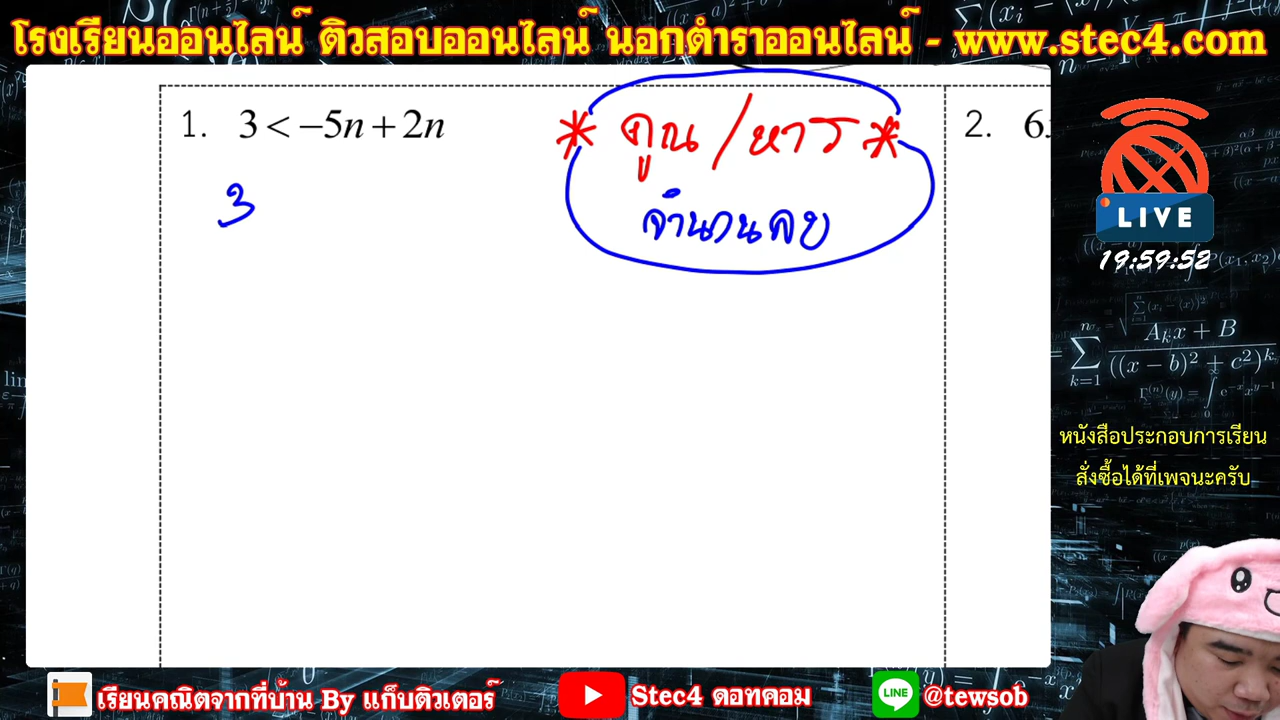 โรงเรียนออนไลน์ ติวสอบออนไลน์ นอกตำราออนไลน์ - www.stec4.com
1. 3 < −5n + 2n
* คูณ / หาร *
จำนวนลบ
3
2. 6
LIVE
19:59:52
หนังสือประกอบการเรียน
สั่งซื้อได้ที่เพจนะครับ
เรียนคณิตจากที่บ้าน By แก็บติวเตอร์
Stec4 ดอทคอม
LINE @tewsob